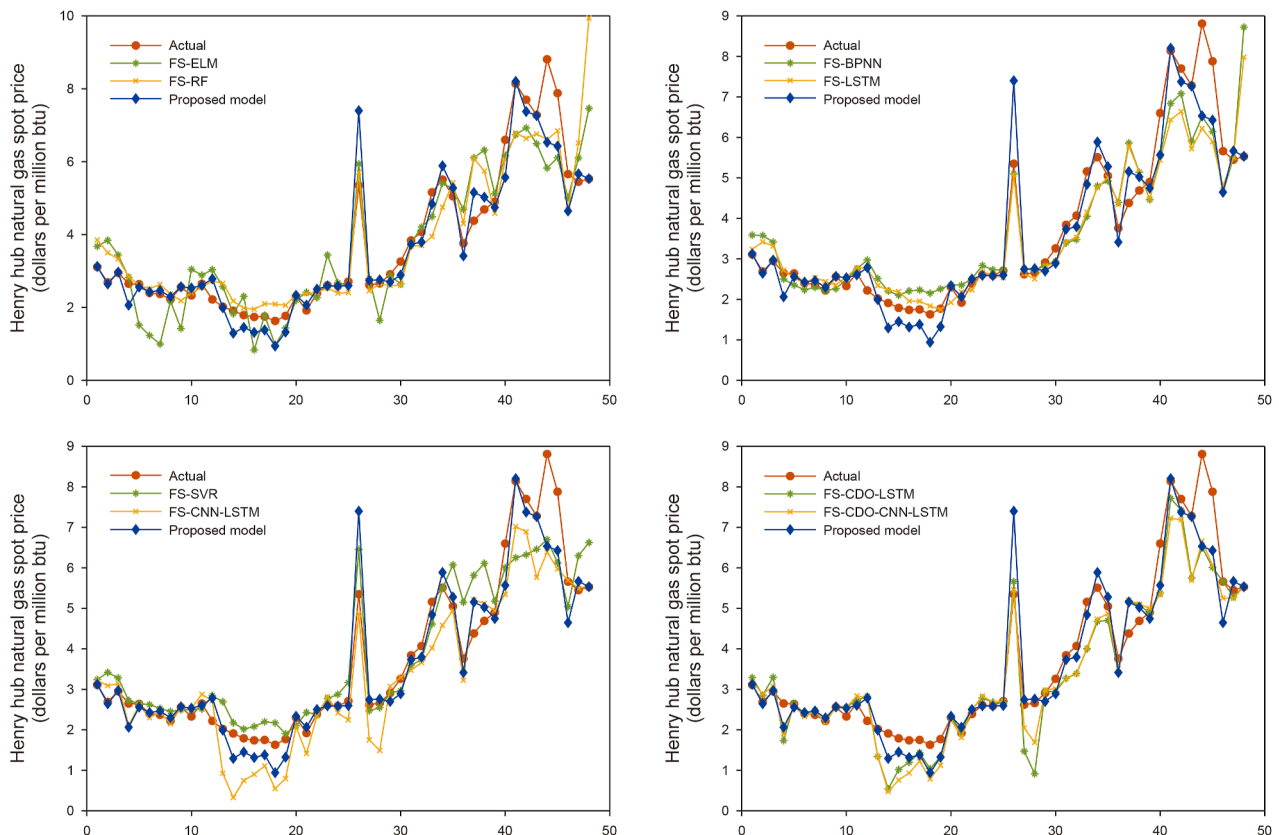 Henry hub natural gas spot price
(dollars per million btu)
10
8
6
4
2
0
0 10 20 30 40 50
Actual
FS-ELM
FS-RF
Proposed model
Henry hub natural gas spot price
(dollars per million btu)
9
8
7
6
5
4
3
2
1
0
0 10 20 30 40 50
Actual
FS-BPNN
FS-LSTM
Proposed model
Henry hub natural gas spot price
(dollars per million btu)
9
8
7
6
5
4
3
2
1
0
0 10 20 30 40 50
Actual
FS-SVR
FS-CNN-LSTM
Proposed model
Henry hub natural gas spot price
(dollars per million btu)
9
8
7
6
5
4
3
2
1
0
0 10 20 30 40 50
Actual
FS-CDO-LSTM
FS-CDO-CNN-LSTM
Proposed model